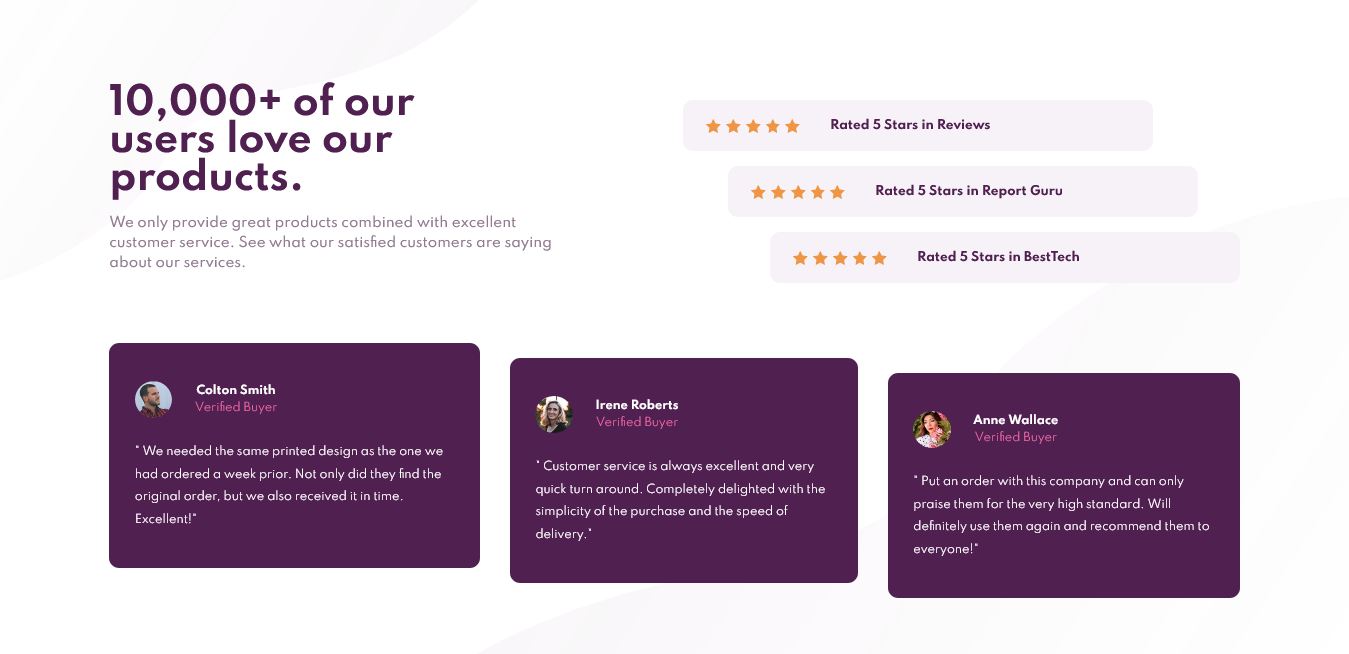 10,000+ of our
users love our
products.
We only provide great products combined with excellent
customer service. See what our satisfied customers are saying
about our services.
Rated 5 Stars in Reviews
Rated 5 Stars in Report Guru
Rated 5 Stars in BestTech
Colton Smith
Verified Buyer
" We needed the same printed design as the one we
had ordered a week prior. Not only did they find the
original order, but we also received it in time.
Excellent!"
Irene Roberts
Verified Buyer
" Customer service is always excellent and very
quick turn around. Completely delighted with the
simplicity of the purchase and the speed of
delivery."
Anne Wallace
Verified Buyer
" Put an order with this company and can only
praise them for the very high standard. Will
definitely use them again and recommend them to
everyone!"